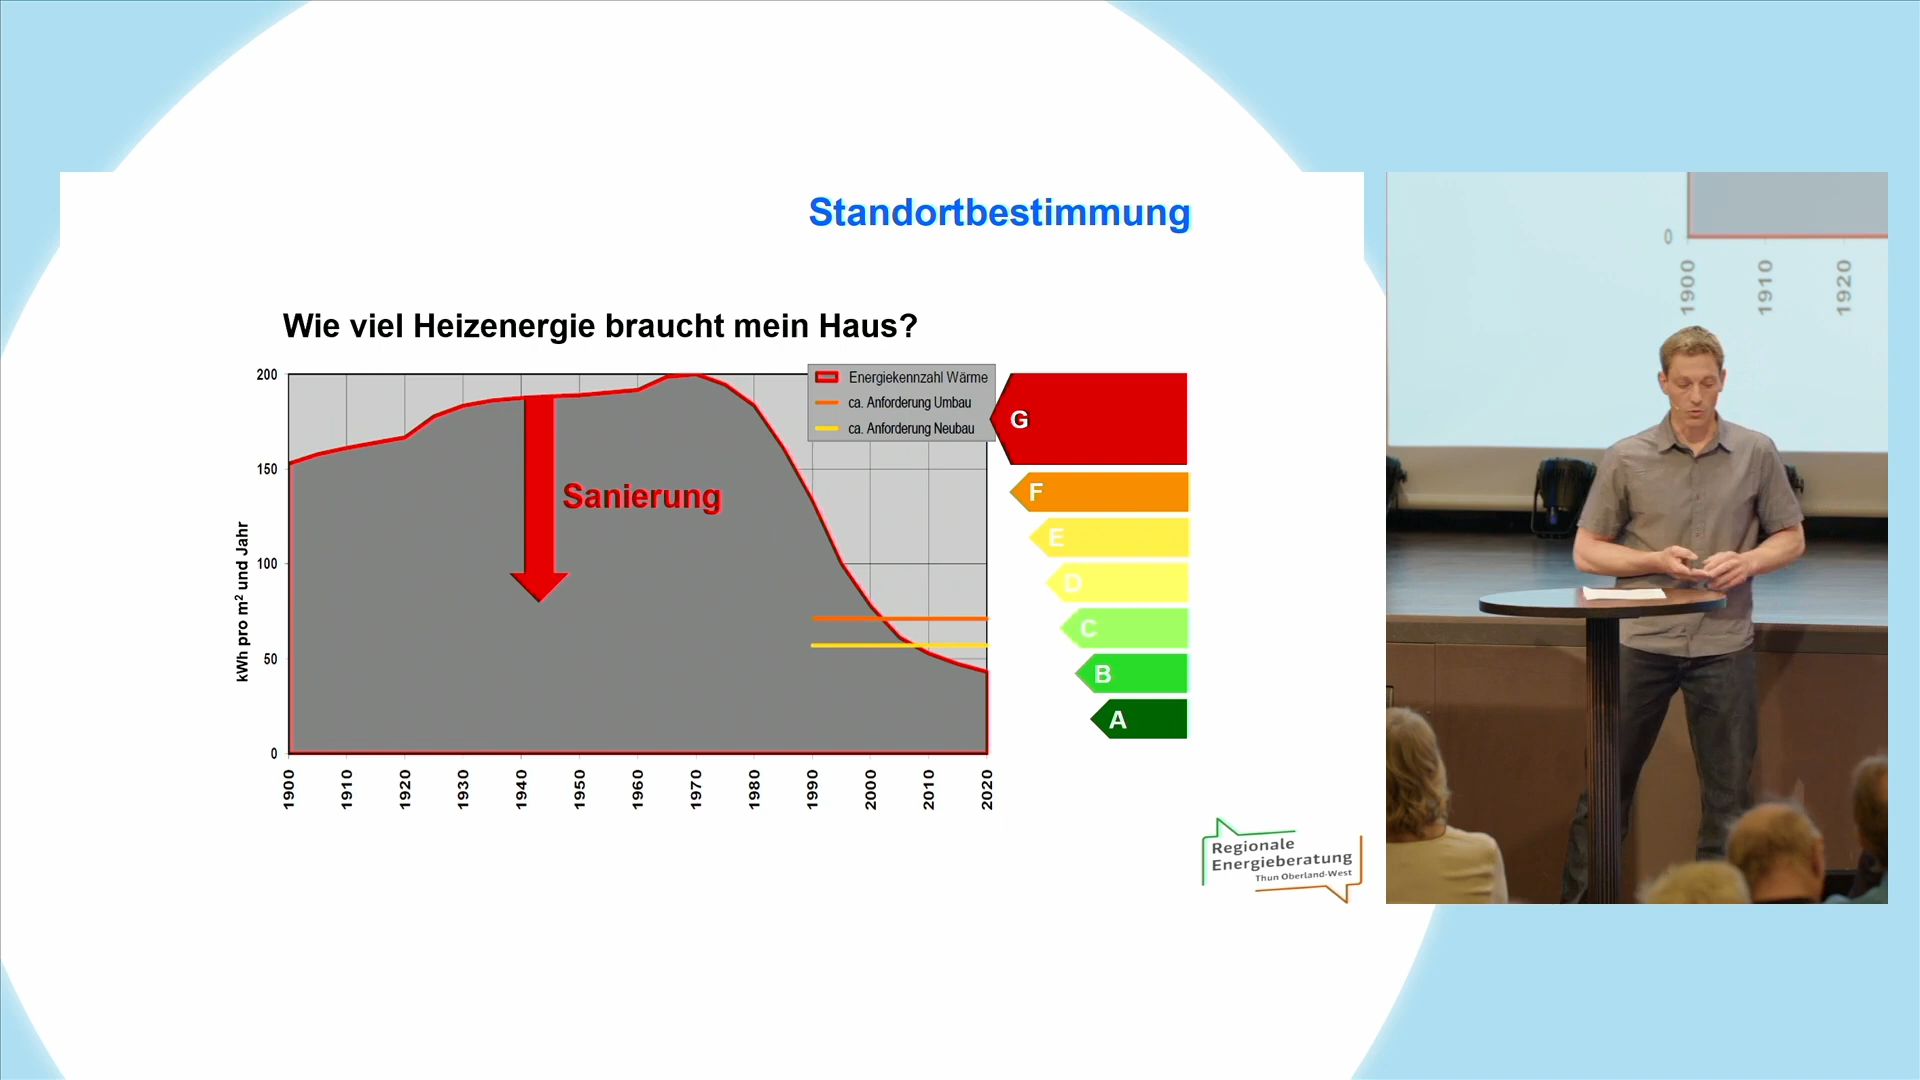 Standortbestimmung
Wie viel Heizenergie braucht mein Haus?
kWh pro m² und Jahr
200
150
100
50
0
Energiekennzahl Wärme
ca. Anforderung Umbau
ca. Anforderung Neubau
Sanierung
G
F
E
D
C
B
A
1900
1910
1920
1930
1940
1950
1960
1970
1980
1990
2000
2010
2020
Regionale
Energieberatung
Thun Oberland-West
0
1900
1910
1920